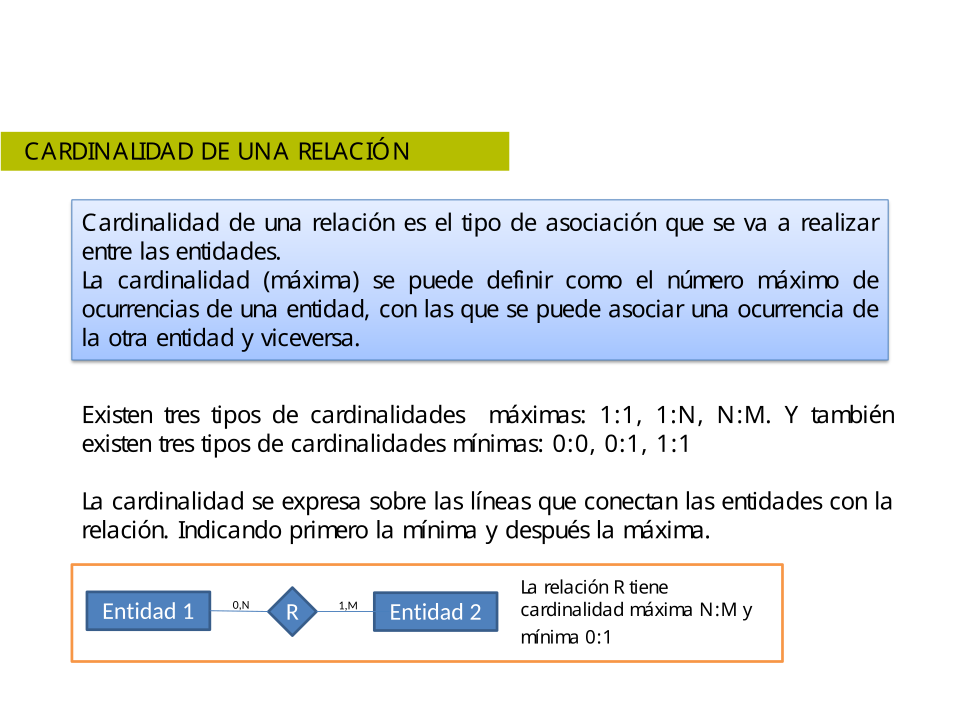 CARDINALIDAD DE UNA RELACIÓN
Cardinalidad de una relación es el tipo de asociación que se va a realizar
entre las entidades.
La cardinalidad (máxima) se puede definir como el número máximo de
ocurrencias de una entidad, con las que se puede asociar una ocurrencia de
la otra entidad y viceversa.
Existen tres tipos de cardinalidades máximas: 1:1, 1:N, N:M. Y también
existen tres tipos de cardinalidades mínimas: 0:0, 0:1, 1:1
La cardinalidad se expresa sobre las líneas que conectan las entidades con la
relación. Indicando primero la mínima y después la máxima.
Entidad 1 0,N R 1,M Entidad 2
La relación R tiene
cardinalidad máxima N:M y
mínima 0:1